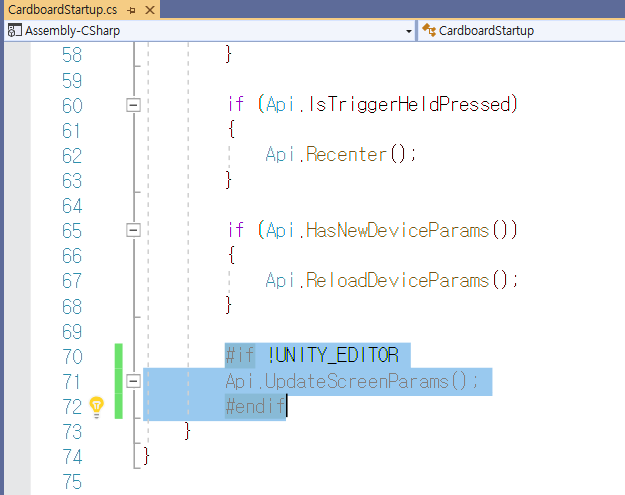 CardboardStartup.cs
Assembly-CSharp CardboardStartup
58 }
59
60 if (Api.IsTriggerHeldPressed)
61 {
62 Api.Recenter();
63 }
64
65 if (Api.HasNewDeviceParams())
66 {
67 Api.ReloadDeviceParams();
68 }
69
70 #if !UNITY_EDITOR
71 Api.UpdateScreenParams();
72 #endif
73 }
74 }
75